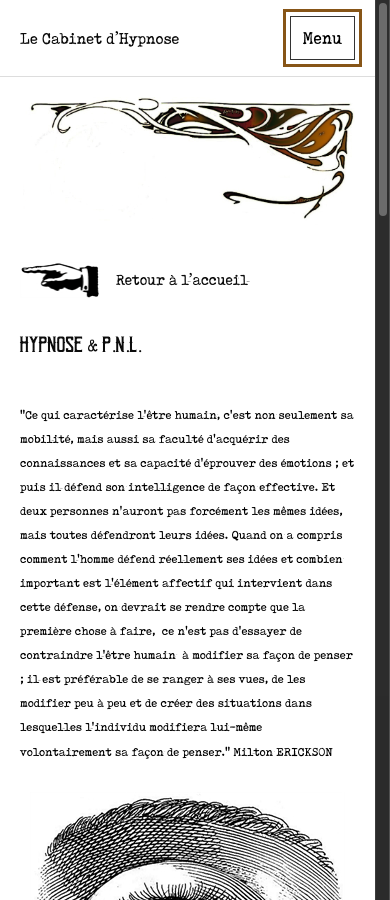 Le Cabinet d’Hypnose
Menu
Retour à l’accueil
HYPNOSE & P.N.L.
"Ce qui caractérise l'être humain, c'est non seulement sa
mobilité, mais aussi sa faculté d'acquérir des
connaissances et sa capacité d'éprouver des émotions ; et
puis il défend son intelligence de façon effective. Et
deux personnes n'auront pas forcément les mêmes idées,
mais toutes défendront leurs idées. Quand on a compris
comment l'homme défend réellement ses idées et combien
important est l'élément affectif qui intervient dans
cette défense, on devrait se rendre compte que la
première chose à faire,  ce n'est pas d'essayer de
contraindre l'être humain  à modifier sa façon de penser
; il est préférable de se ranger à ses vues, de les
modifier peu à peu et de créer des situations dans
lesquelles l'individu modifiera lui-même
volontairement sa façon de penser." Milton ERICKSON